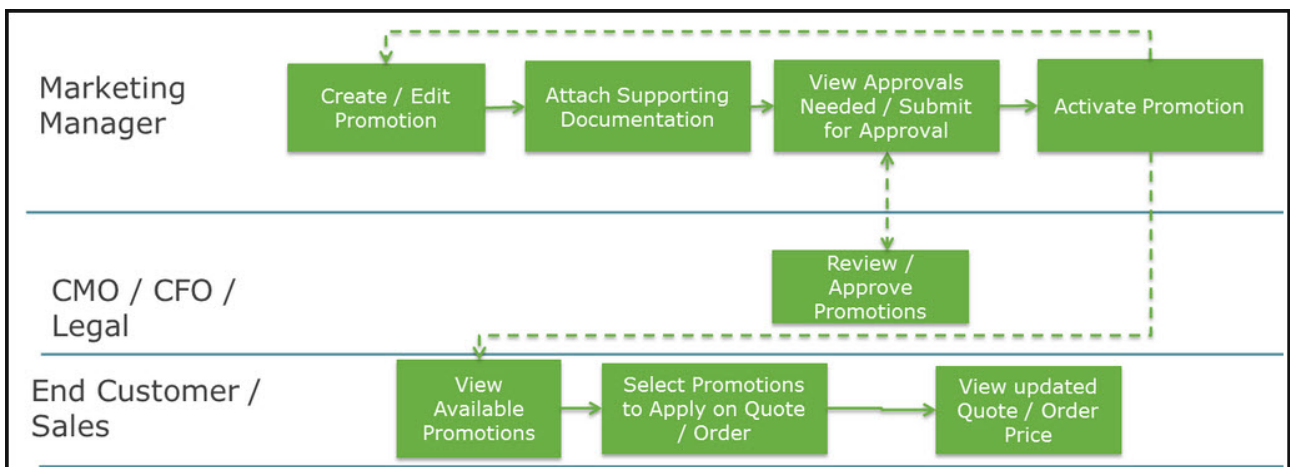 Marketing
Manager
Create / Edit
Promotion
Attach Supporting
Documentation
View Approvals
Needed / Submit
for Approval
Activate Promotion
CMO / CFO /
Legal
Review /
Approve
Promotions
End Customer /
Sales
View
Available
Promotions
Select Promotions
to Apply on Quote
/ Order
View updated
Quote / Order
Price